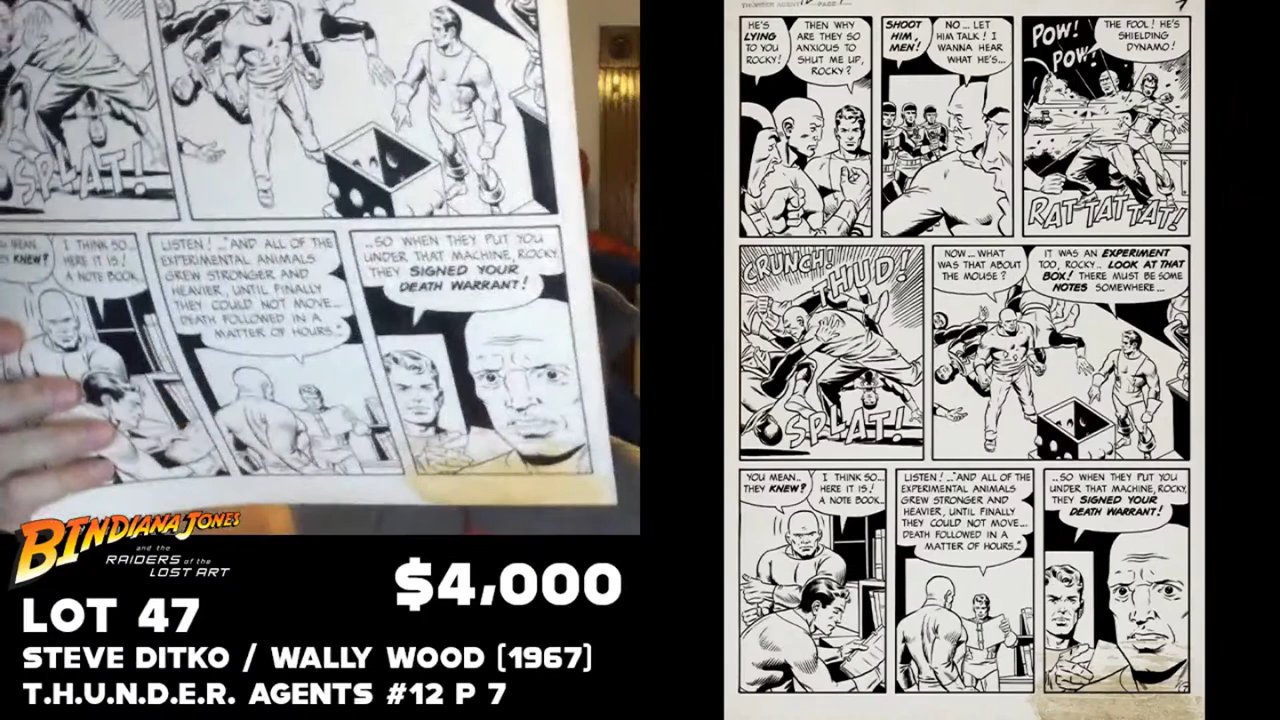 SPLAT!
MEAN..
KNEW?
I THINK SO...
HERE IT IS!
A NOTE BOOK..
LISTEN!..."AND ALL OF THE
EXPERIMENTAL ANIMALS
GREW STRONGER AND
HEAVIER, UNTIL FINALLY
THEY COULD NOT MOVE...
DEATH FOLLOWED IN A
MATTER OF HOURS.."
...SO WHEN THEY PUT YOU
UNDER THAT MACHINE, ROCKY,
THEY SIGNED YOUR
DEATH WARRANT!
BINDIANA JONES
and the
RAIDERS of the
LOST ART
$4,000
LOT 47
STEVE DITKO / WALLY WOOD (1967)
T.H.U.N.D.E.R. AGENTS #12 P 7
7
HE'S
LYING
TO YOU
ROCKY!
THEN WHY
ARE THEY SO
ANXIOUS TO
SHUT ME UP,
ROCKY?
SHOOT
HIM,
MEN!
NO... LET
HIM TALK! I
WANNA HEAR
WHAT HE'S...
POW!
POW!
THE FOOL! HE'S
SHIELDING
DYNAMO!
RAT TAT TAT TAT!
CRUNCH!
THUD!
SPLAT!
NOW... WHAT
WAS THAT ABOUT
THE MOUSE?
IT WAS AN EXPERIMENT
TOO, ROCKY.. LOOK AT THAT
BOX! THERE MUST BE SOME
NOTES SOMEWHERE...
YOU MEAN..
THEY KNEW?
I THINK SO...
HERE IT IS!
A NOTE BOOK..
LISTEN!..."AND ALL OF THE
EXPERIMENTAL ANIMALS
GREW STRONGER AND
HEAVIER, UNTIL FINALLY
THEY COULD NOT MOVE...
DEATH FOLLOWED IN A
MATTER OF HOURS.."
...SO WHEN THEY PUT YOU
UNDER THAT MACHINE, ROCKY,
THEY SIGNED YOUR
DEATH WARRANT!